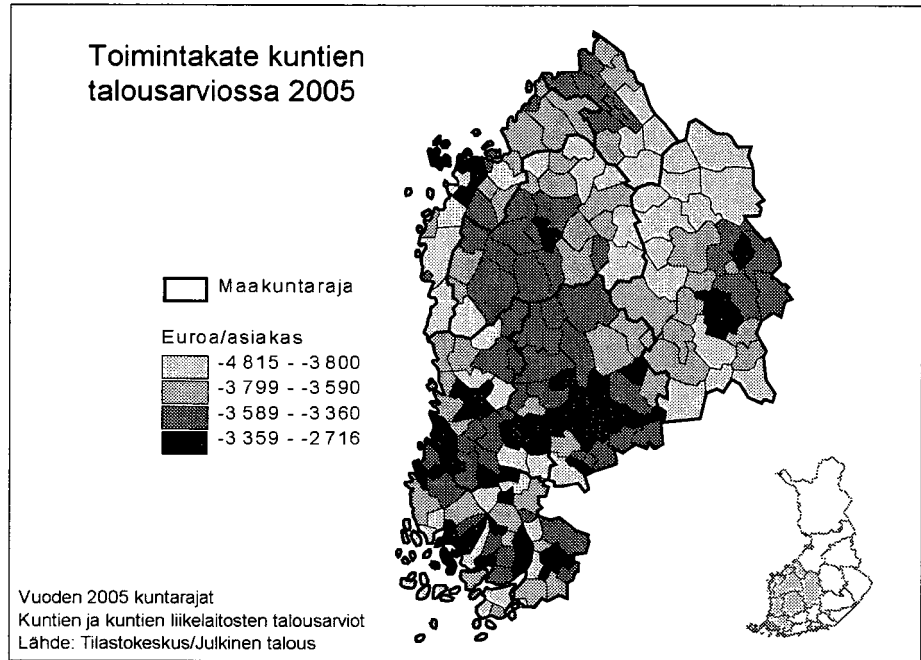 Toimintakate kuntien
talousarviossa 2005
Maakuntaraja
Euroa/asiakas
-4 815 - -3 800
-3 799 - -3 590
-3 589 - -3 360
-3 359 - -2 716
Vuoden 2005 kuntarajat
Kuntien ja kuntien liikelaitosten talousarviot
Lähde: Tilastokeskus/Julkinen talous